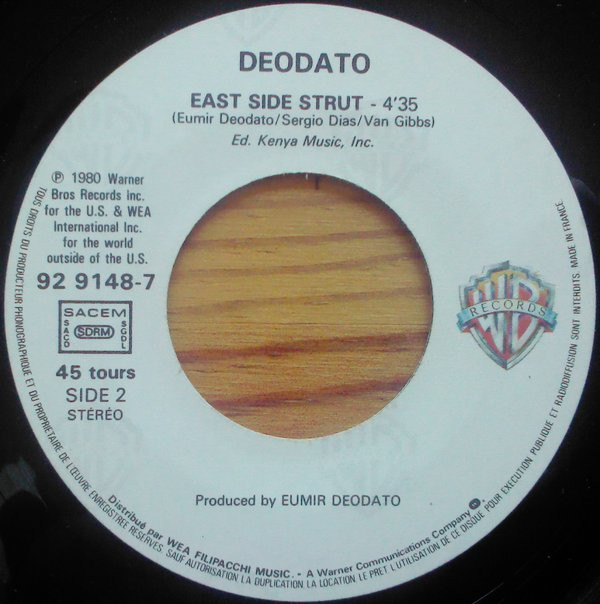 DEODATO
EAST SIDE STRUT - 4'35
(Eumir Deodato/Sergio Dias/Van Gibbs)
Ed. Kenya Music, Inc.
℗ 1980 Warner
Bros Records Inc.
for the U.S. & WEA
International Inc.
for the world
outside of the U.S.
92 9148-7
SACEM
SACD
SDRM
SGDL
45 tours
SIDE 2
STÉRÉO
WB
RECORDS
Produced by EUMIR DEODATO
Distribué par WEA FILIPACCHI MUSIC. - A Warner Communications Company
TOUS DROITS DU PRODUCTEUR PHONOGRAPHIQUE ET DU PROPRIETAIRE DE L'ŒUVRE ENREGISTREE RESERVES. SAUF AUTORISATION LA DUPLICATION LA LOCATION LE PRET L'UTILISATION DE CE DISQUE POUR EXECUTION PUBLIQUE ET RADIODIFFUSION SONT INTERDITS. MADE IN FRANCE.